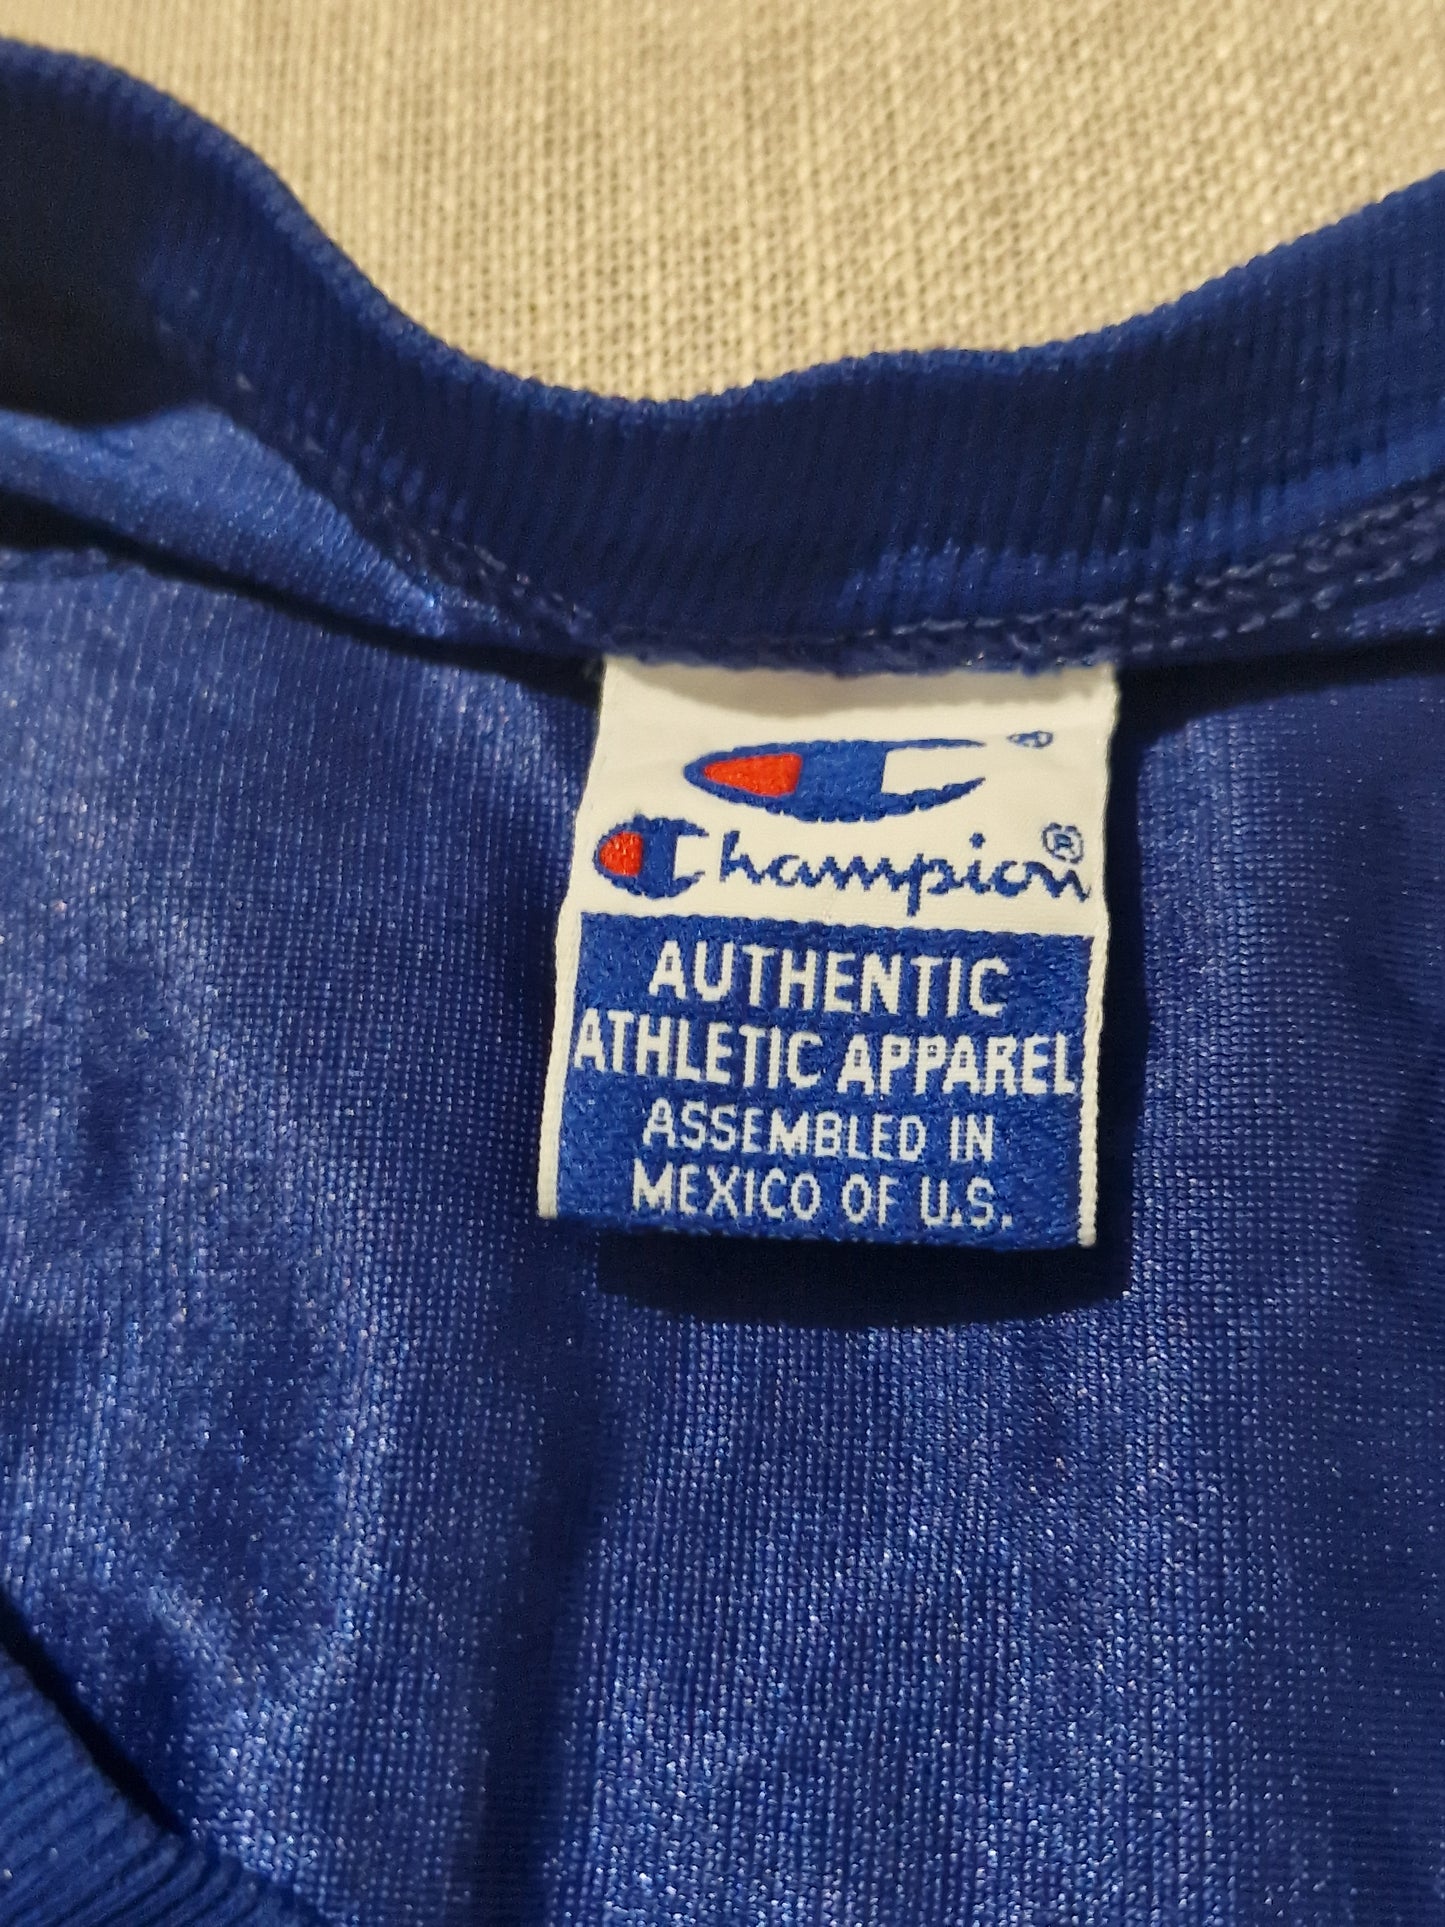 Champion®
AUTHENTIC
ATHLETIC APPAREL
ASSEMBLED IN
MEXICO OF U.S.